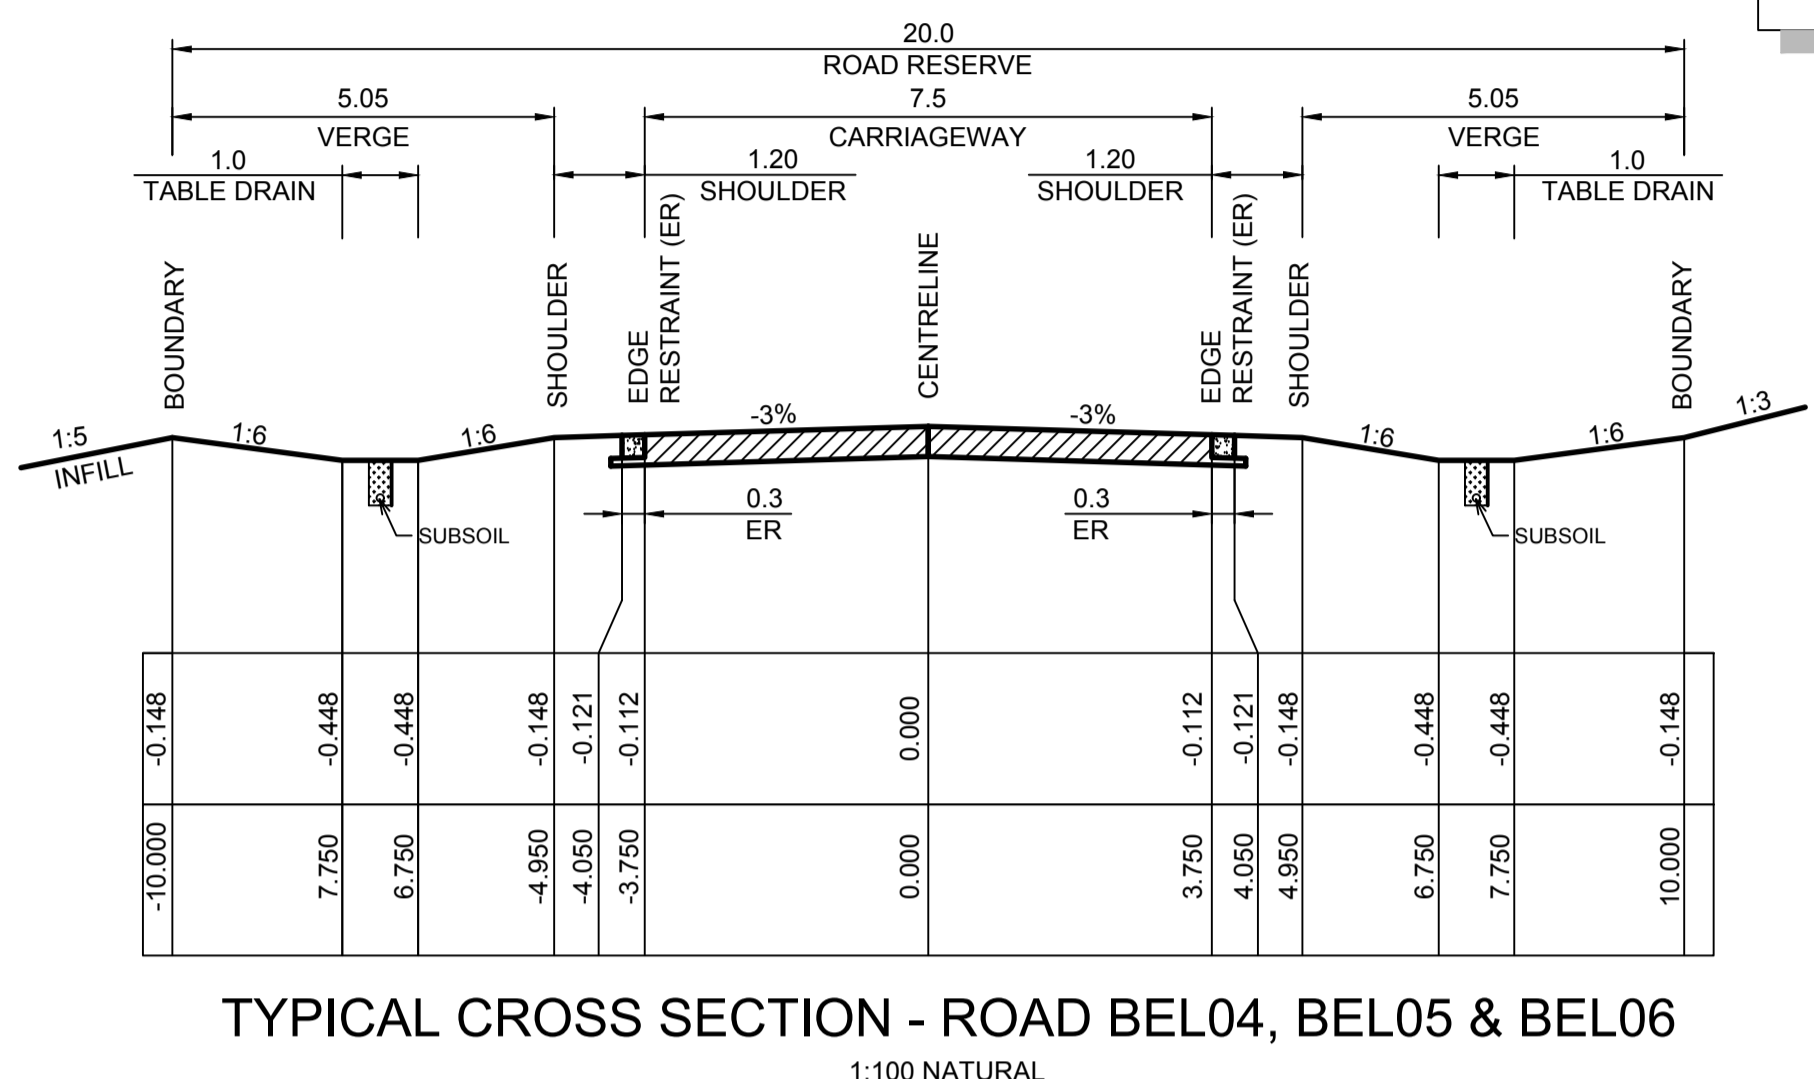 20.0
ROAD RESERVE
5.05
7.5
5.05
VERGE
CARRIAGEWAY
VERGE
1.0
1.20
1.20
1.0
TABLE DRAIN
SHOULDER
SHOULDER
TABLE DRAIN
BOUNDARY
SHOULDER
EDGE
RESTRAINT (ER)
CENTRELINE
EDGE
RESTRAINT (ER)
SHOULDER
BOUNDARY
1:5
INFILL
1:6
1:6
-3%
-3%
1:6
1:6
1:3
0.3
ER
0.3
ER
SUBSOIL
SUBSOIL
-0.148
-0.448
-0.448
-0.148
-0.121
-0.112
0.000
-0.112
-0.121
-0.148
-0.448
-0.448
-0.148
-10.000
7.750
6.750
-4.950
-4.050
-3.750
0.000
3.750
4.050
4.950
6.750
7.750
10.000
TYPICAL CROSS SECTION - ROAD BEL04, BEL05 & BEL06
1:100 NATURAL